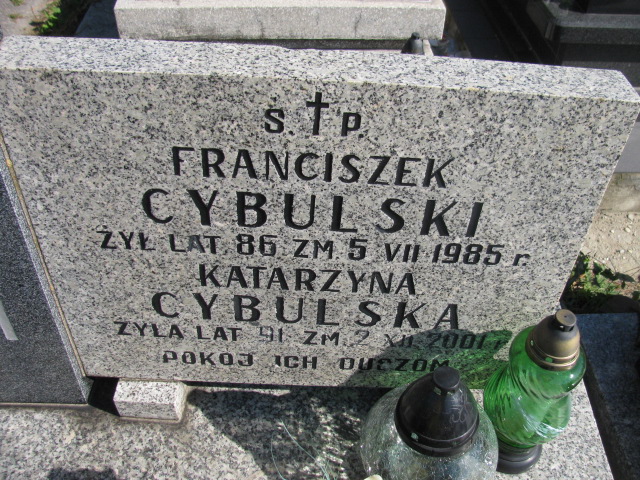 Ś. P.
FRANCISZEK
CYBULSKI
ŻYŁ LAT 86 ZM 5 VII 1985 r
KATARZYNA
CYBULSKA
ŻYŁA LAT 91 ZM 2 XII 2001 r
POKÓJ ICH DUSZOM